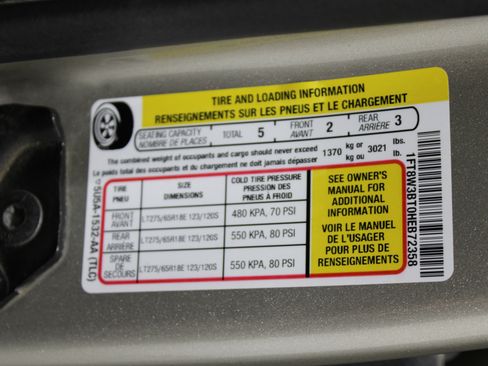 TIRE AND LOADING INFORMATION
RENSEIGNEMENTS SUR LES PNEUS ET LE CHARGEMENT
SEATING CAPACITY TOTAL 5 FRONT 2 REAR 3
NOMBRE DE PLACES AVANT ARRIÈRE
The combined weight of occupants and cargo should never exceed 1370 kg or 3021 lbs.
Le poids total des occupants et du chargement ne doit jamais dépasser kg ou lb.
TIRE SIZE COLD TIRE PRESSURE
PNEU DIMENSIONS PRESSION DES
PNEUS À FROID
FRONT
AVANT LT275/65R18E 123/120S 480 KPA, 70 PSI
REAR
ARRIÈRE LT275/65R18E 123/120S 550 KPA, 80 PSI
SPARE
DE
SECOURS LT275/65R18E 123/120S 550 KPA, 80 PSI
SEE OWNER'S
MANUAL FOR
ADDITIONAL
INFORMATION
VOIR LE MANUEL
DE L'USAGER
POUR PLUS DE
RENSEIGNEMENTS
5U5A-1532-AA (TLC)